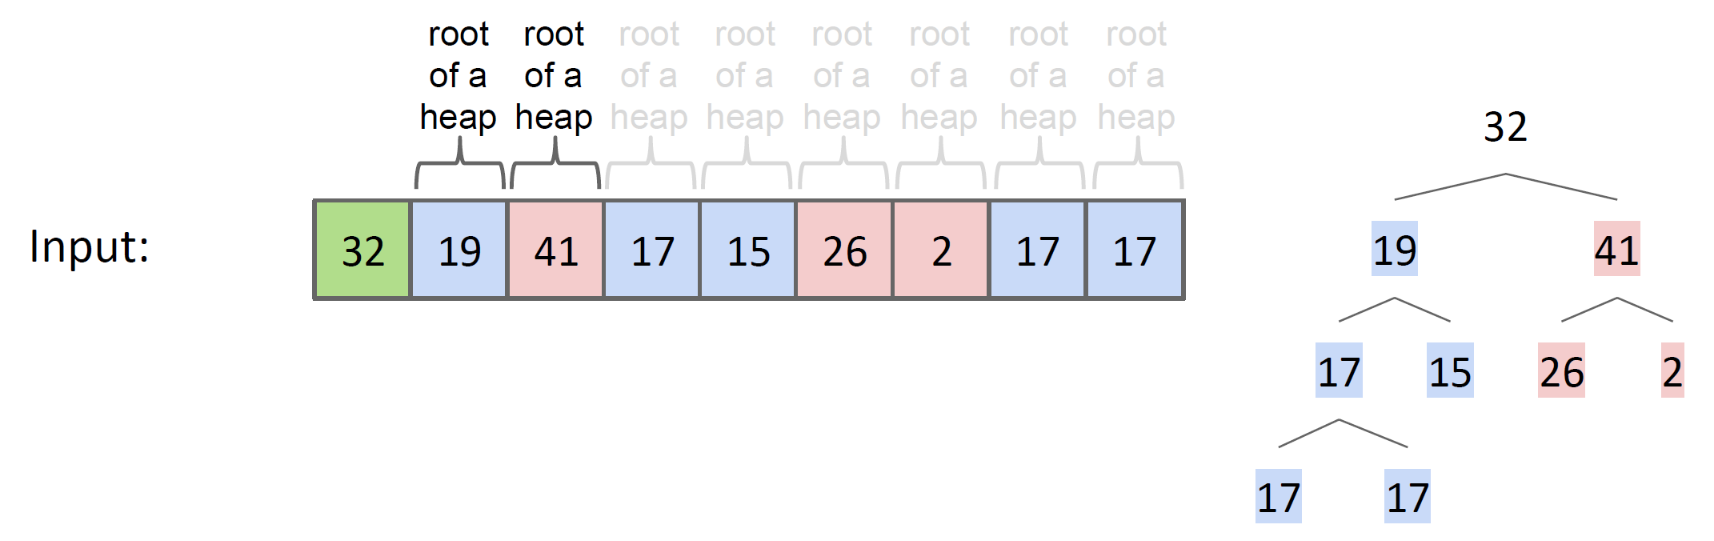 root root root root root root root root
of a of a of a of a of a of a of a of a
heap heap heap heap heap heap heap heap
Input: 32 19 41 17 15 26 2 17 17
32
19 41
17 15 26 2
17 17